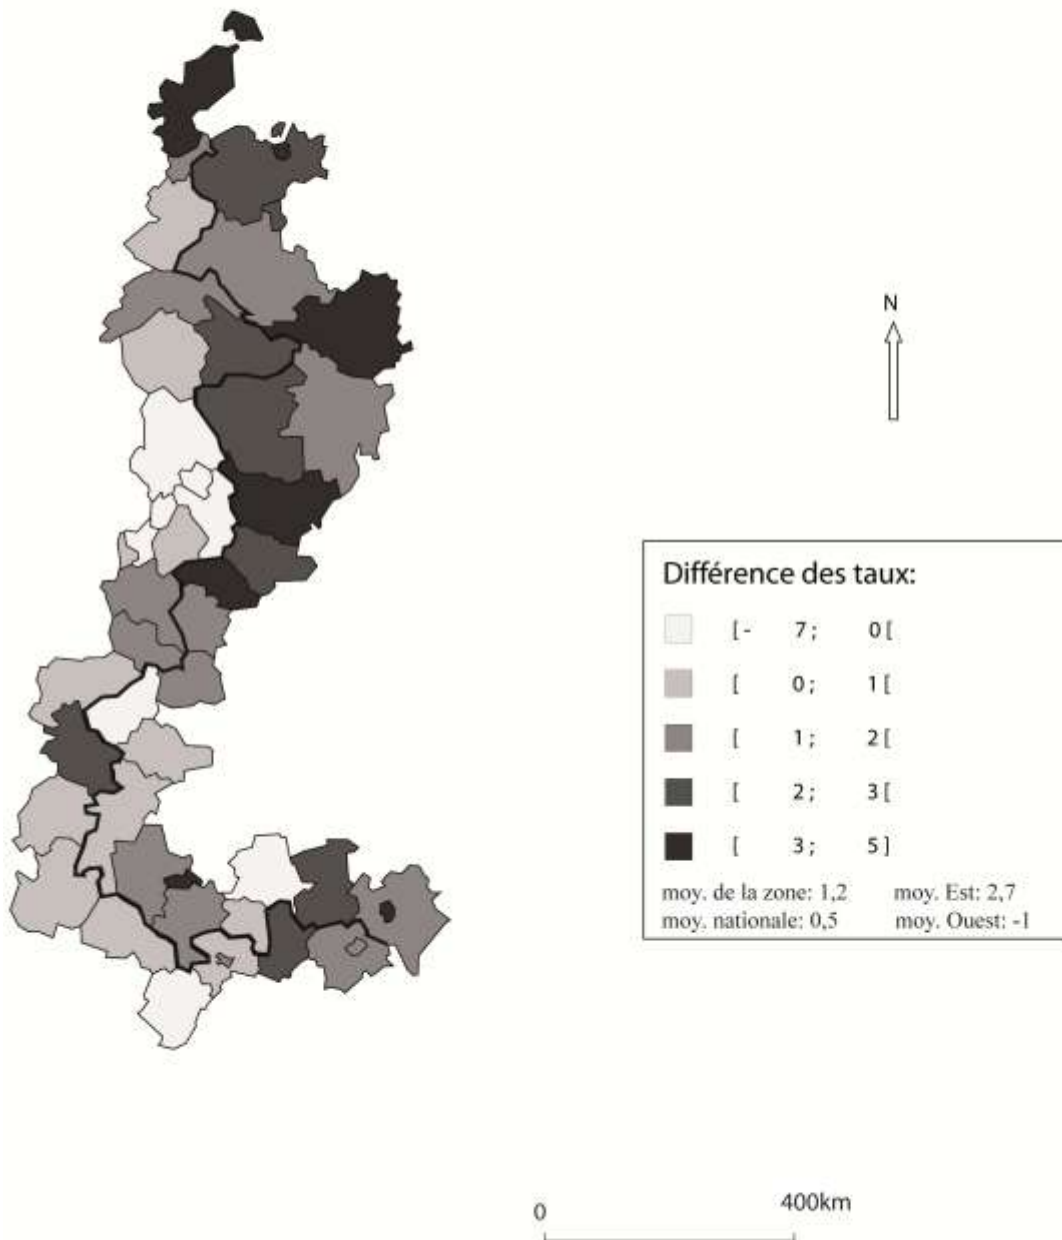 N
Différence des taux:
[- 7; 0[
[ 0; 1[
[ 1; 2[
[ 2; 3[
[ 3; 5]
moy. de la zone: 1,2 moy. Est: 2,7
moy. nationale: 0,5 moy. Ouest: -1
0 400km